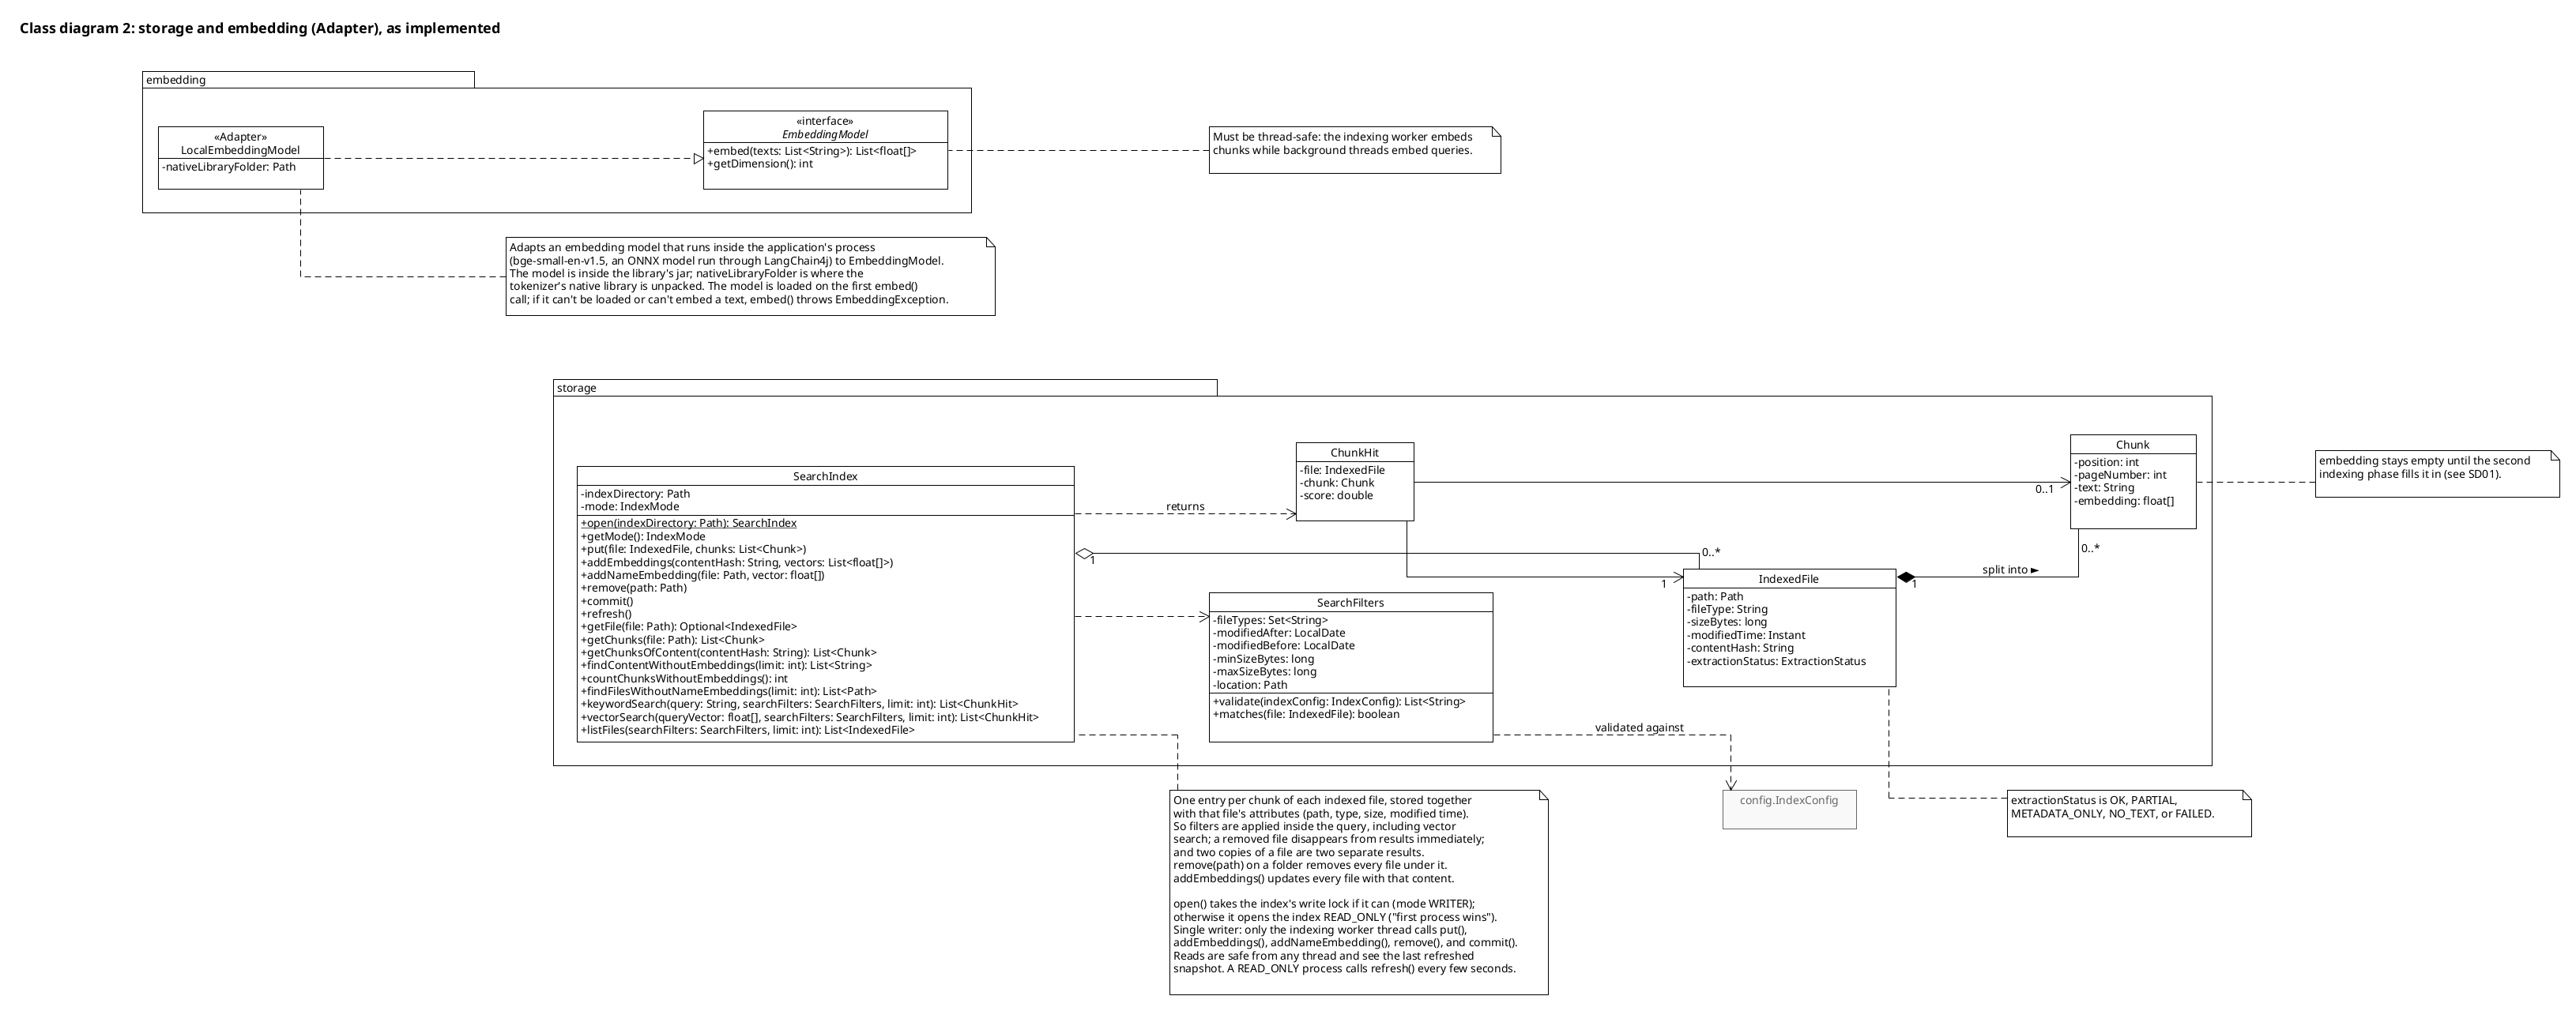 Class diagram 2: storage and embedding (Adapter), as implemented
embedding
«Adapter»
LocalEmbeddingModel
-nativeLibraryFolder: Path
«interface»
EmbeddingModel
+embed(texts: List<String>): List<float[]>
+getDimension(): int
Must be thread-safe: the indexing worker embeds
chunks while background threads embed queries.
Adapts an embedding model that runs inside the application's process
(bge-small-en-v1.5, an ONNX model run through LangChain4j) to EmbeddingModel.
The model is inside the library's jar; nativeLibraryFolder is where the
tokenizer's native library is unpacked. The model is loaded on the first embed()
call; if it can't be loaded or can't embed a text, embed() throws EmbeddingException.
storage
SearchIndex
-indexDirectory: Path
-mode: IndexMode
+open(indexDirectory: Path): SearchIndex
+getMode(): IndexMode
+put(file: IndexedFile, chunks: List<Chunk>)
+addEmbeddings(contentHash: String, vectors: List<float[]>)
+addNameEmbedding(file: Path, vector: float[])
+remove(path: Path)
+commit()
+refresh()
+getFile(file: Path): Optional<IndexedFile>
+getChunks(file: Path): List<Chunk>
+getChunksOfContent(contentHash: String): List<Chunk>
+findContentWithoutEmbeddings(limit: int): List<String>
+countChunksWithoutEmbeddings(): int
+findFilesWithoutNameEmbeddings(limit: int): List<Path>
+keywordSearch(query: String, searchFilters: SearchFilters, limit: int): List<ChunkHit>
+vectorSearch(queryVector: float[], searchFilters: SearchFilters, limit: int): List<ChunkHit>
+listFiles(searchFilters: SearchFilters, limit: int): List<IndexedFile>
returns
1
0..*
ChunkHit
-file: IndexedFile
-chunk: Chunk
-score: double
0..1
1
SearchFilters
-fileTypes: Set<String>
-modifiedAfter: LocalDate
-modifiedBefore: LocalDate
-minSizeBytes: long
-maxSizeBytes: long
-location: Path
+validate(indexConfig: IndexConfig): List<String>
+matches(file: IndexedFile): boolean
validated against
IndexedFile
-path: Path
-fileType: String
-sizeBytes: long
-modifiedTime: Instant
-contentHash: String
-extractionStatus: ExtractionStatus
1
split into ►
0..*
Chunk
-position: int
-pageNumber: int
-text: String
-embedding: float[]
embedding stays empty until the second
indexing phase fills it in (see SD01).
One entry per chunk of each indexed file, stored together
with that file's attributes (path, type, size, modified time).
So filters are applied inside the query, including vector
search; a removed file disappears from results immediately;
and two copies of a file are two separate results.
remove(path) on a folder removes every file under it.
addEmbeddings() updates every file with that content.
open() takes the index's write lock if it can (mode WRITER);
otherwise it opens the index READ_ONLY ("first process wins").
Single writer: only the indexing worker thread calls put(),
addEmbeddings(), addNameEmbedding(), remove(), and commit().
Reads are safe from any thread and see the last refreshed
snapshot. A READ_ONLY process calls refresh() every few seconds.
config.IndexConfig
extractionStatus is OK, PARTIAL,
METADATA_ONLY, NO_TEXT, or FAILED.